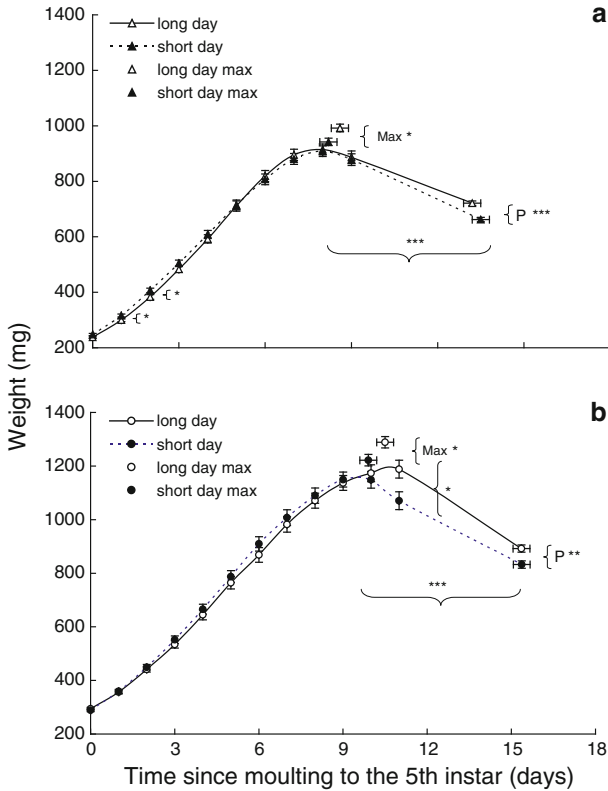 a
1400
1200
1000
800
600
400
200
long day
short day
long day max
short day max
Max *
P ***
***
*
*
Weight (mg)
b
1400
1200
1000
800
600
400
200
long day
short day
long day max
short day max
Max *
*
P **
***
0 3 6 9 12 15 18
Time since moulting to the 5th instar (days)